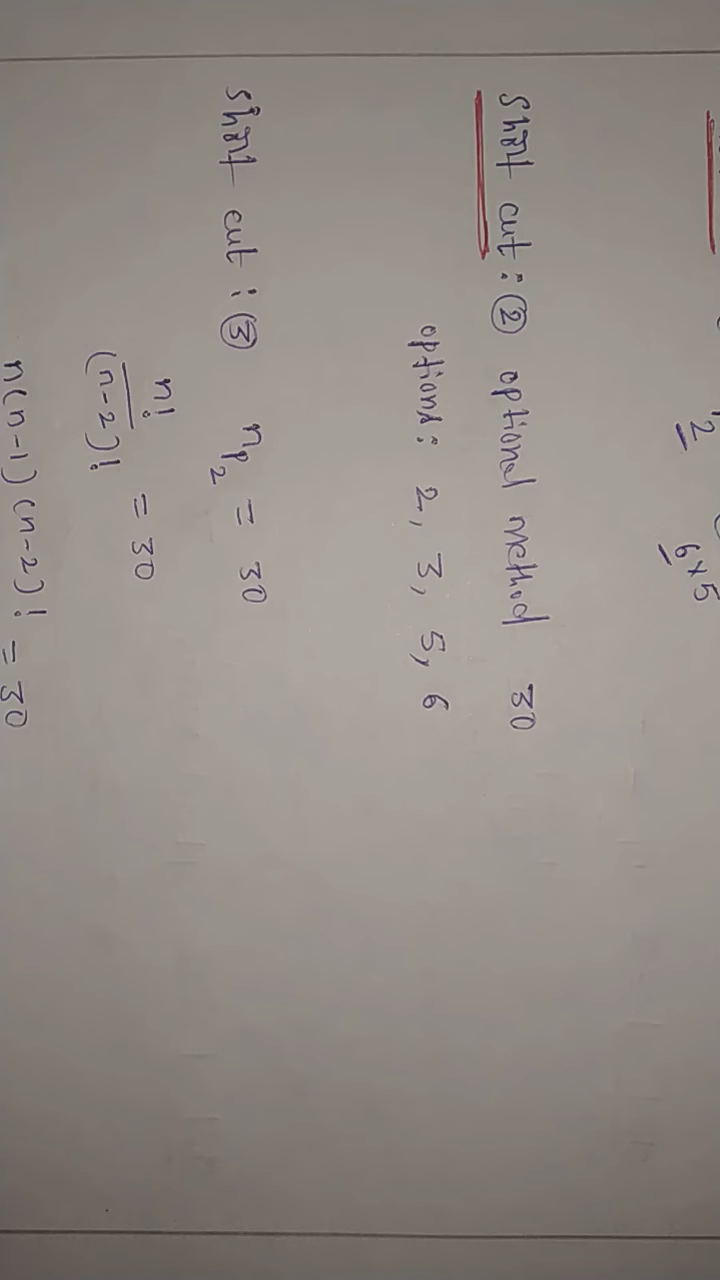 2
6×5
Short cut : ② optional method 30
options : 2, 3, 5, 6
Short cut : ③ np₂ = 30
n!
(n-2)! = 30
n(n-1)(n-2)! = 30